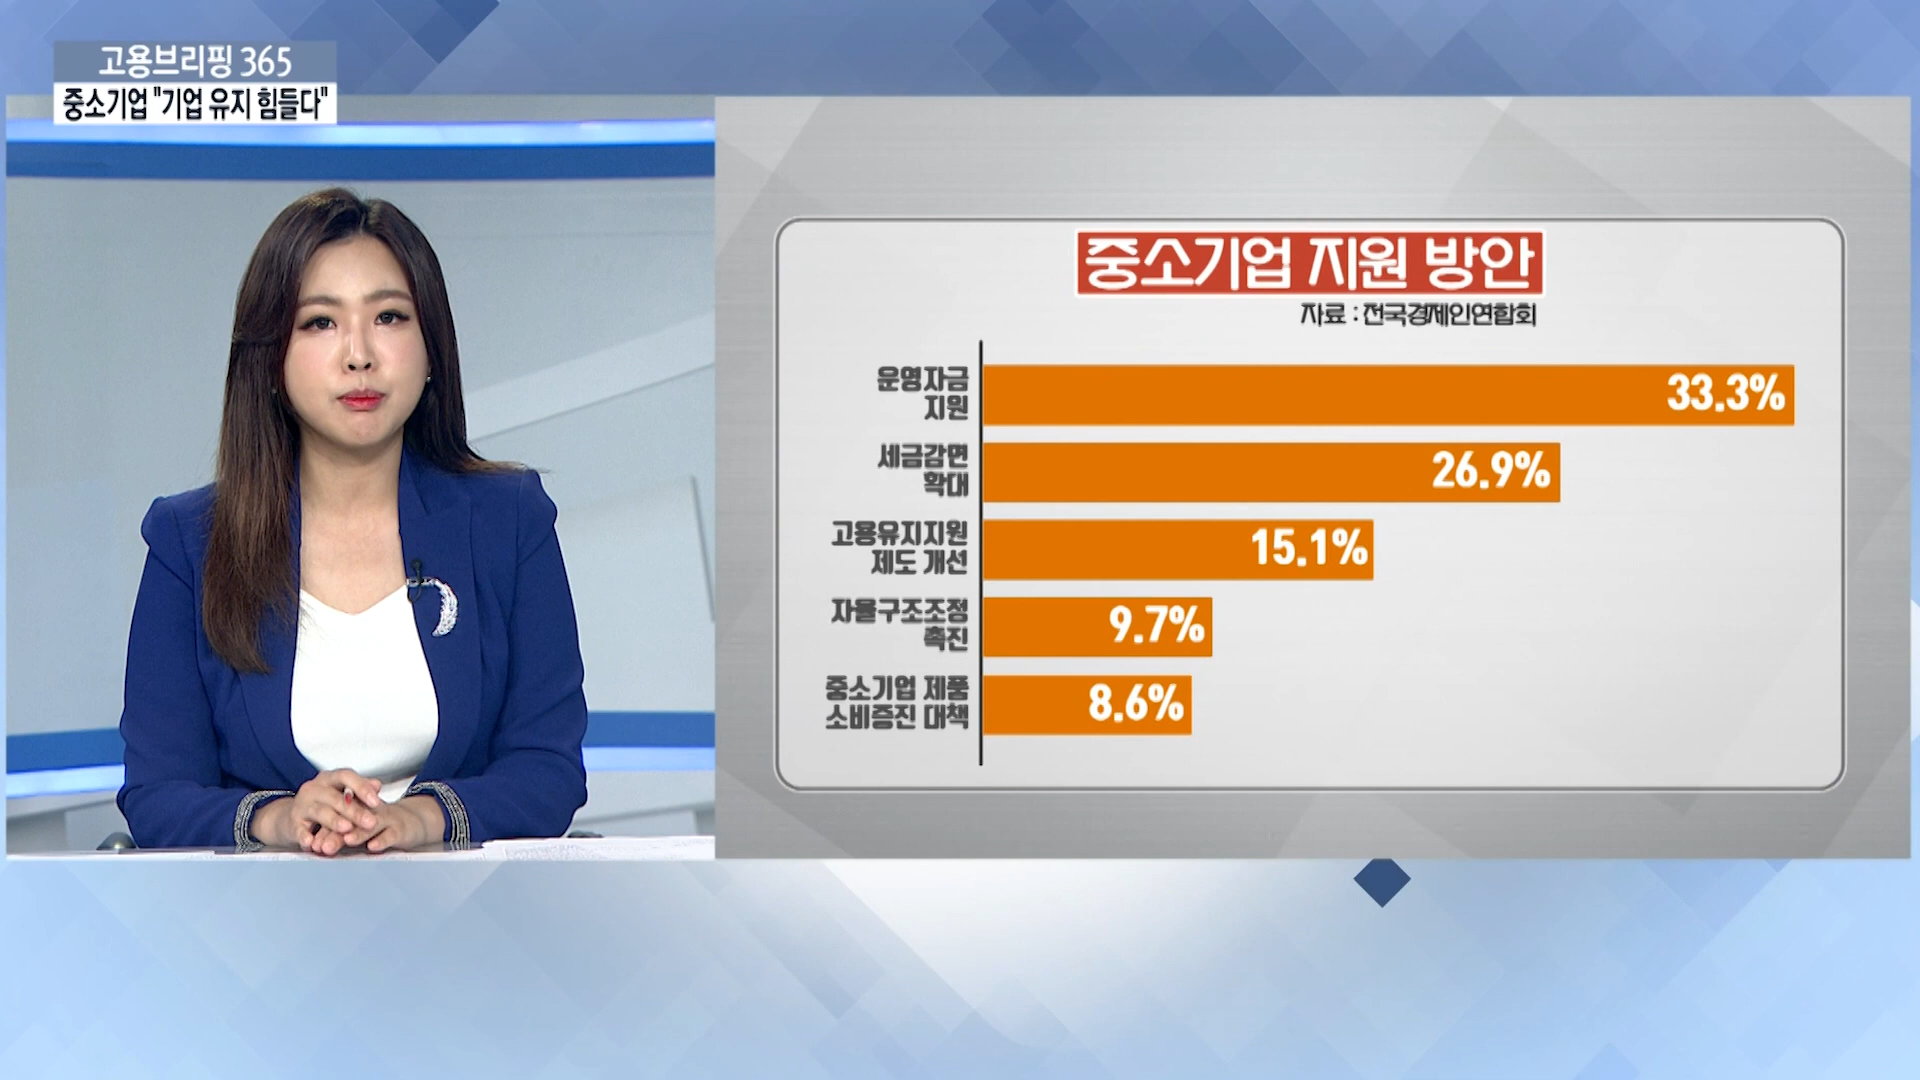 고용브리핑 365
중소기업 "기업 유지 힘들다"
중소기업 지원 방안
자료 : 전국경제인연합회
운영자금
지원
33.3%
세금감면
확대
26.9%
고용유지지원
제도 개선
15.1%
자율구조조정
촉진
9.7%
중소기업 제품
소비증진 대책
8.6%